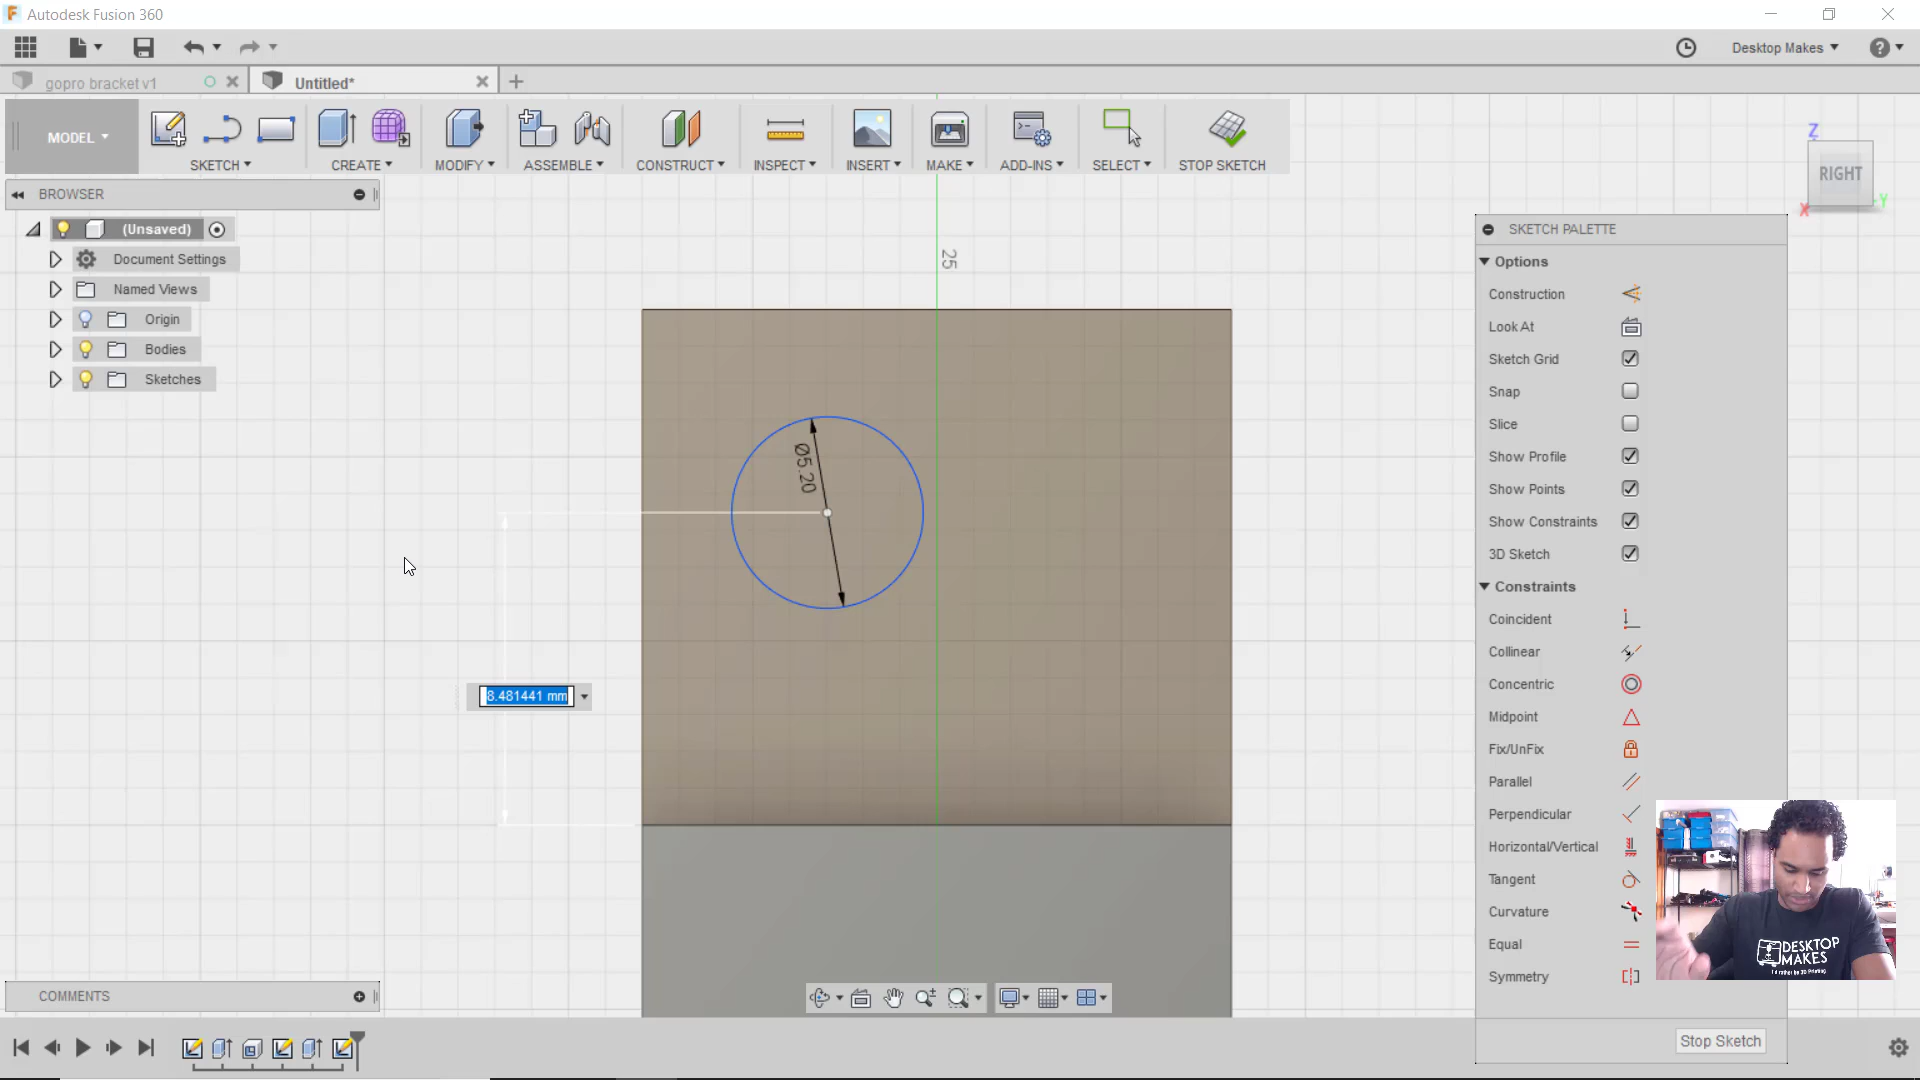 Autodesk Fusion 360
Desktop Makes
gopro bracket v1
Untitled*
MODEL
SKETCH
CREATE
MODIFY
ASSEMBLE
CONSTRUCT
INSPECT
INSERT
MAKE
ADD-INS
SELECT
STOP SKETCH
BROWSER
(Unsaved)
Document Settings
Named Views
Origin
Bodies
Sketches
Z
RIGHT
X
Y
25
Ø5.20
8.481441 mm
SKETCH PALETTE
Options
Construction
Look At
Sketch Grid
Snap
Slice
Show Profile
Show Points
Show Constraints
3D Sketch
Constraints
Coincident
Collinear
Concentric
Midpoint
Fix/UnFix
Parallel
Perpendicular
Horizontal/Vertical
Tangent
Curvature
Equal
Symmetry
Stop Sketch
DESKTOP
MAKES
I'd rather be 3D Printing
COMMENTS